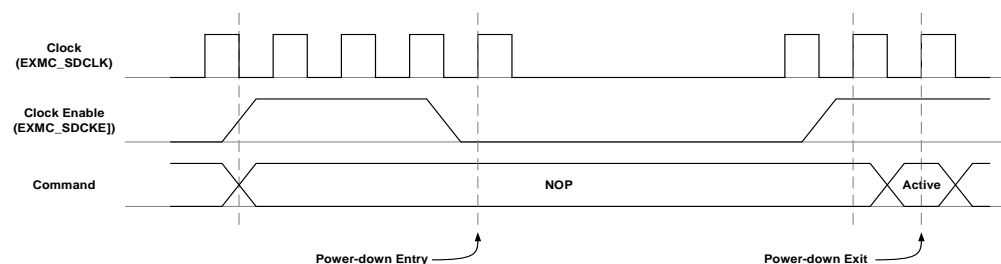 Clock
(EXMC_SDCLK)
Clock Enable
(EXMC_SDCKE])
Command
NOP
Active
Power-down Entry
Power-down Exit